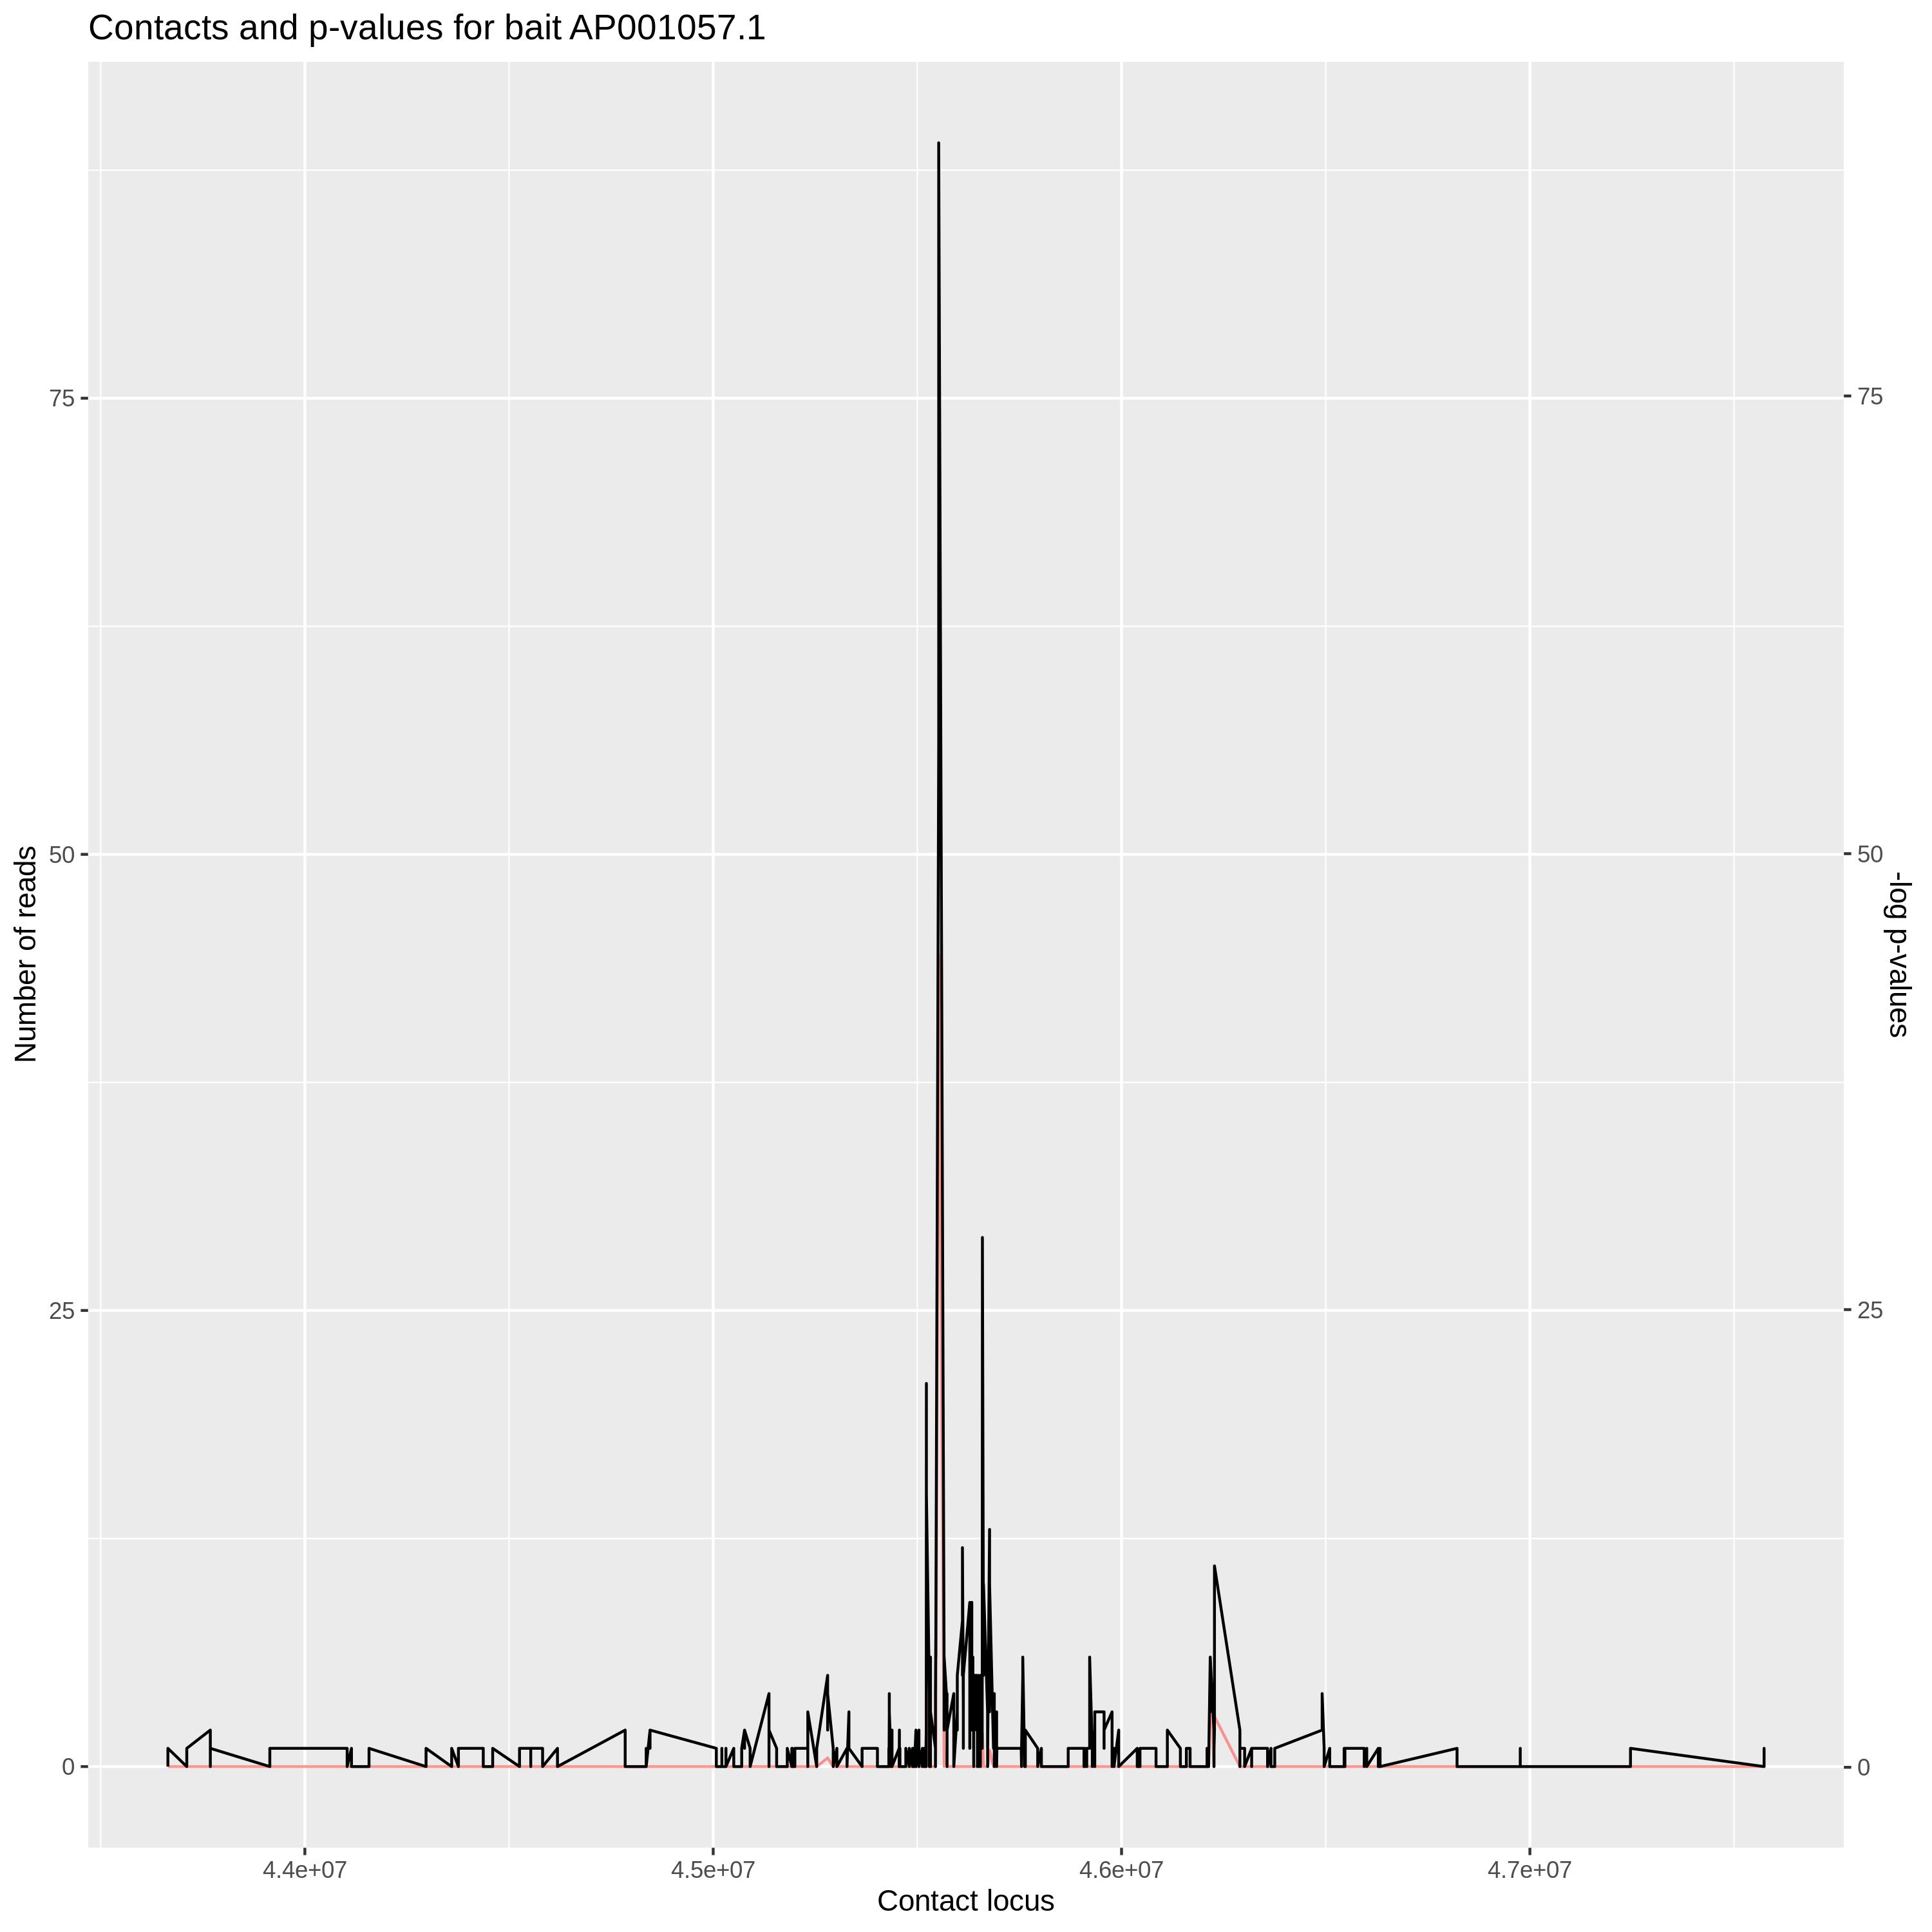 Contacts and p-values for bait AP001057.1
75
50
25
0
75
50
25
0
Number of reads
-log p-values
4.4e+07
4.5e+07
4.6e+07
4.7e+07
Contact locus